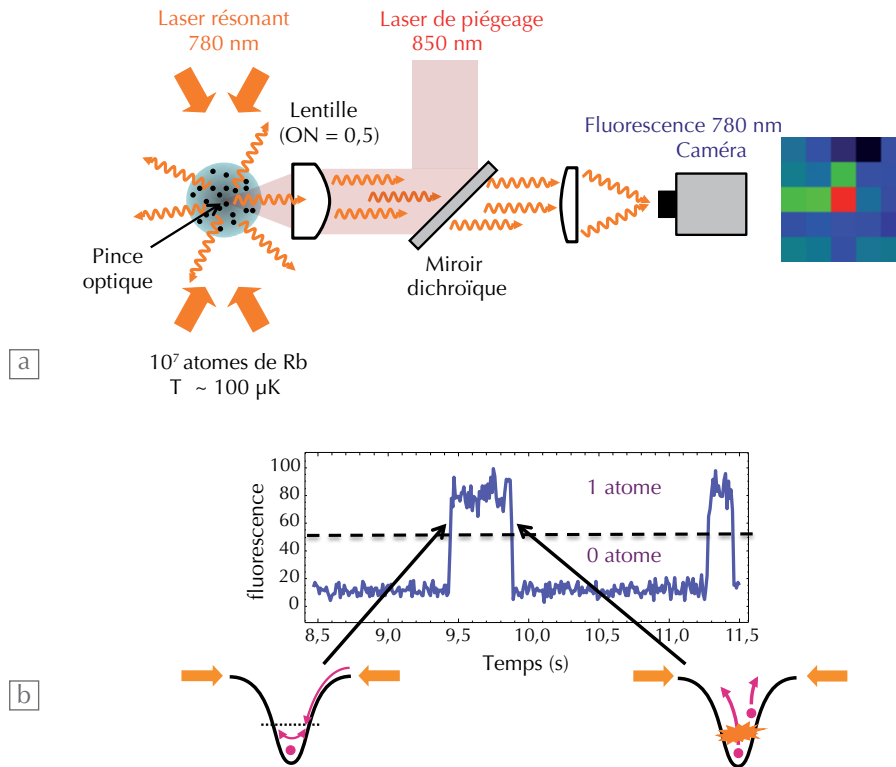 Laser résonant
780 nm
Laser de piégeage
850 nm
Lentille
(ON = 0,5)
Fluorescence 780 nm
Caméra
Pince
optique
Miroir
dichroïque
10⁷ atomes de Rb
T ~ 100 µK
a
fluorescence
100
80
60
40
20
0
1 atome
0 atome
8,5 9,0 9,5 10,0 10,5 11,0 11,5
Temps (s)
b